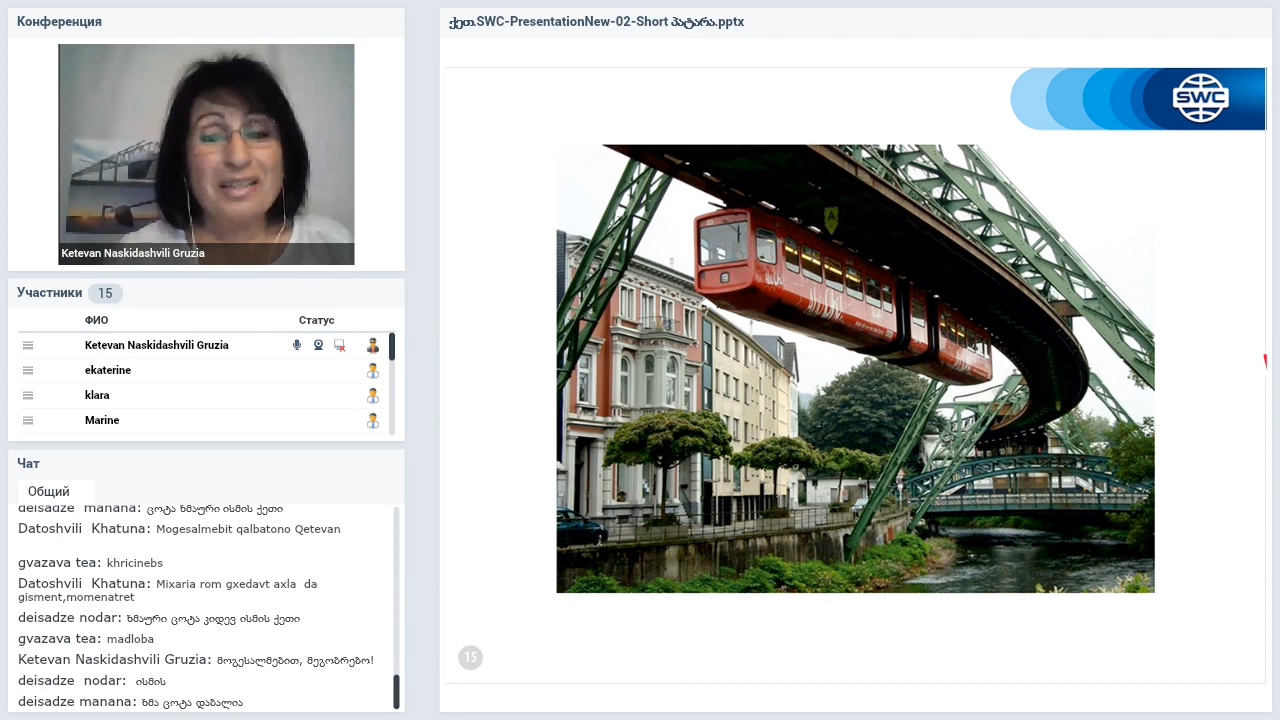 Конференция
Ketevan Naskidashvili Gruzia
Участники 15
ФИО Статус
Ketevan Naskidashvili Gruzia
ekaterine
klara
Marine
Чат
Общий
deisadze manana: ცოტა ხმაური ისმის ქეთი
Datoshvili Khatuna: Mogesalmebit qalbatono Qetevan
gvazava tea: khricinebs
Datoshvili Khatuna: Mixaria rom gxedavt axla da
gisment,momenatret
deisadze nodar: ხმაური ცოტა კიდევ ისმის ქეთი
gvazava tea: madloba
Ketevan Naskidashvili Gruzia: მოგესალმებით, მეგობრებო!
deisadze nodar: ისმის
deisadze manana: ხმა ცოტა დაბალია
ქეთ.SWC-PresentationNew-02-Short პატარა.pptx
SWC
A
9
15